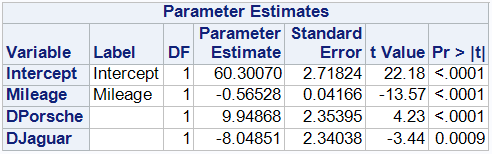 Parameter Estimates
Variable Label DF Parameter Estimate Standard Error t Value Pr > |t|
Intercept Intercept 1 60.30070 2.71824 22.18 <.0001
Mileage Mileage 1 -0.56528 0.04166 -13.57 <.0001
DPorsche 1 9.94868 2.35395 4.23 <.0001
DJaguar 1 -8.04851 2.34038 -3.44 0.0009